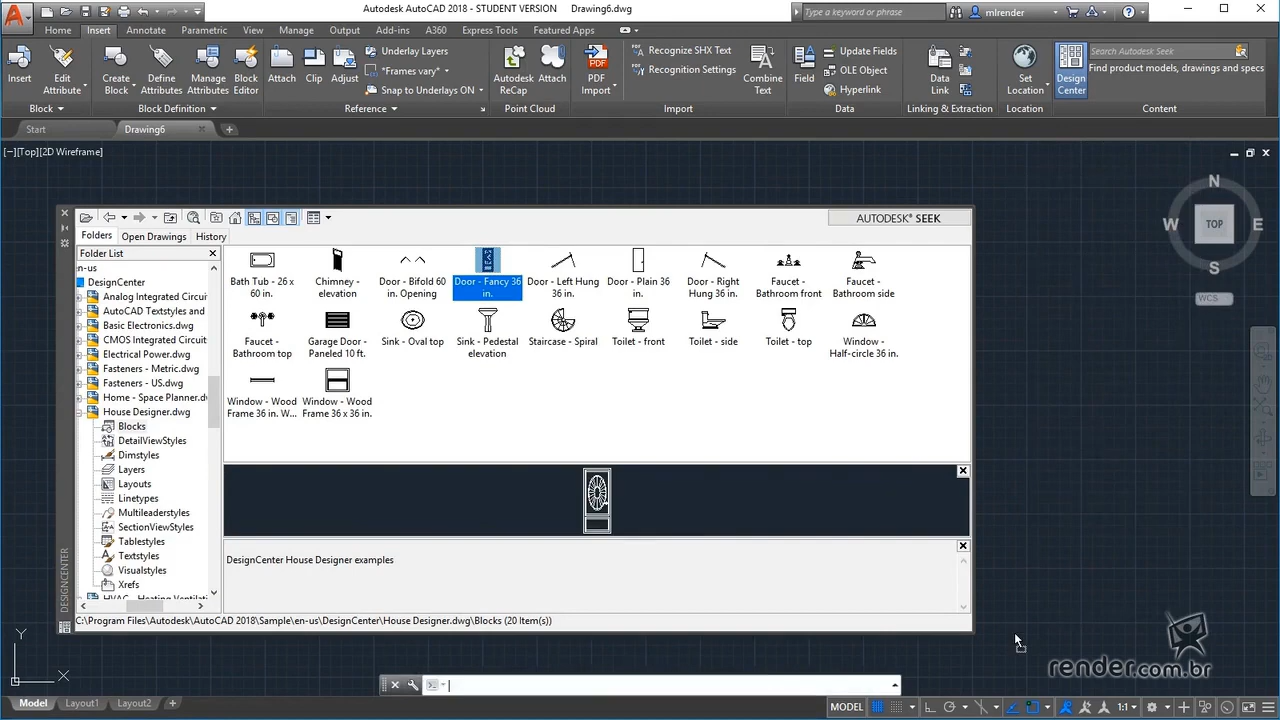 Autodesk AutoCAD 2018 - STUDENT VERSION Drawing6.dwg
Type a keyword or phrase
mlrender
Home Insert Annotate Parametric View Manage Output Add-ins A360 Express Tools Featured Apps
Insert
Edit
Attribute
Create
Block
Define
Attributes
Manage
Attributes
Block
Editor
Attach
Clip
Adjust
Underlay Layers
*Frames vary*
Snap to Underlays ON
Autodesk
ReCap
Attach
PDF
PDF
Import
Recognize SHX Text
Recognition Settings
Combine
Text
Field
Update Fields
OLE Object
Hyperlink
Data
Link
Set
Location
Design
Center
Search Autodesk Seek
Find product models, drawings and specs
Block Block Definition Reference Point Cloud Import Data Linking & Extraction Location Content
Start Drawing6
[−][Top][2D Wireframe]
N
W TOP E
S
WCS
AUTODESK® SEEK
Folders Open Drawings History
Folder List
n-us
DesignCenter
Analog Integrated Circui
AutoCAD Textstyles and
Basic Electronics.dwg
CMOS Integrated Circuit
Electrical Power.dwg
Fasteners - Metric.dwg
Fasteners - US.dwg
Home - Space Planner.dw
House Designer.dwg
Blocks
DetailViewStyles
Dimstyles
Layers
Layouts
Linetypes
Multileaderstyles
SectionViewStyles
Tablestyles
Textstyles
Visualstyles
Xrefs
HVAC - Heating Ventilati
Bath Tub - 26 x
60 in.
Chimney -
elevation
Door - Bifold 60
in. Opening
Door - Fancy 36
in.
Door - Left Hung
36 in.
Door - Plain 36
in.
Door - Right
Hung 36 in.
Faucet -
Bathroom front
Faucet -
Bathroom side
Faucet -
Bathroom top
Garage Door -
Paneled 10 ft.
Sink - Oval top
Sink - Pedestal
elevation
Staircase - Spiral
Toilet - front
Toilet - side
Toilet - top
Window -
Half-circle 36 in.
Window - Wood
Frame 36 in. W...
Window - Wood
Frame 36 x 36 in.
DesignCenter House Designer examples
DESIGNCENTER
C:\Program Files\Autodesk\AutoCAD 2018\Sample\en-us\DesignCenter\House Designer.dwg\Blocks (20 Item(s))
Y
X
render.com.br
Model Layout1 Layout2
MODEL
1:1